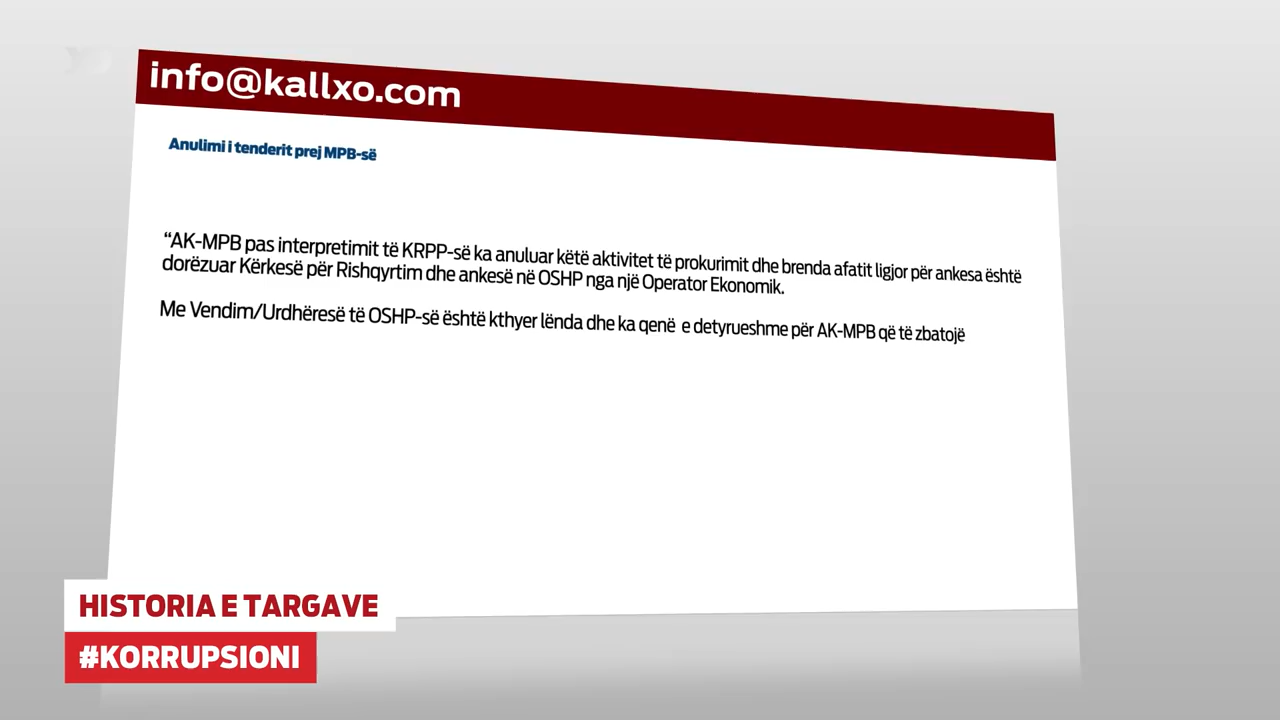 info@kallxo.com
Anulimi i tenderit prej MPB-së
“AK-MPB pas interpretimit të KRPP-së ka anuluar këtë aktivitet të prokurimit dhe brenda afatit ligjor për ankesa është
dorëzuar Kërkesë për Rishqyrtim dhe ankesë në OSHP nga një Operator Ekonomik.
Me Vendim/Urdhëresë të OSHP-së është kthyer lënda dhe ka qenë  e detyrueshme për AK-MPB që të zbatojë
HISTORIA E TARGAVE
#KORRUPSIONI